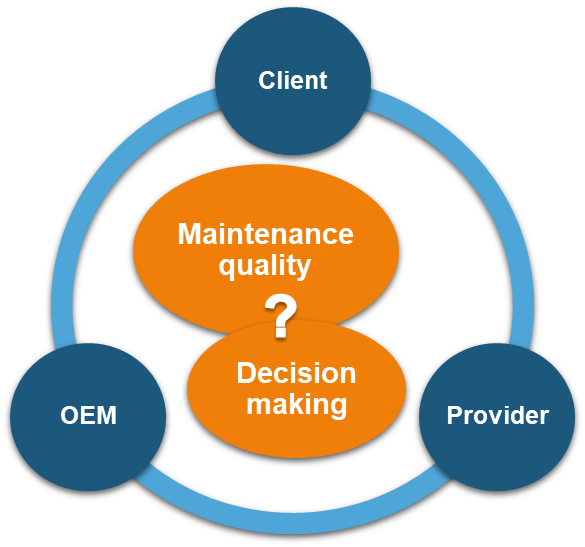 Client
Maintenance
quality
?
Decision
making
OEM
Provider